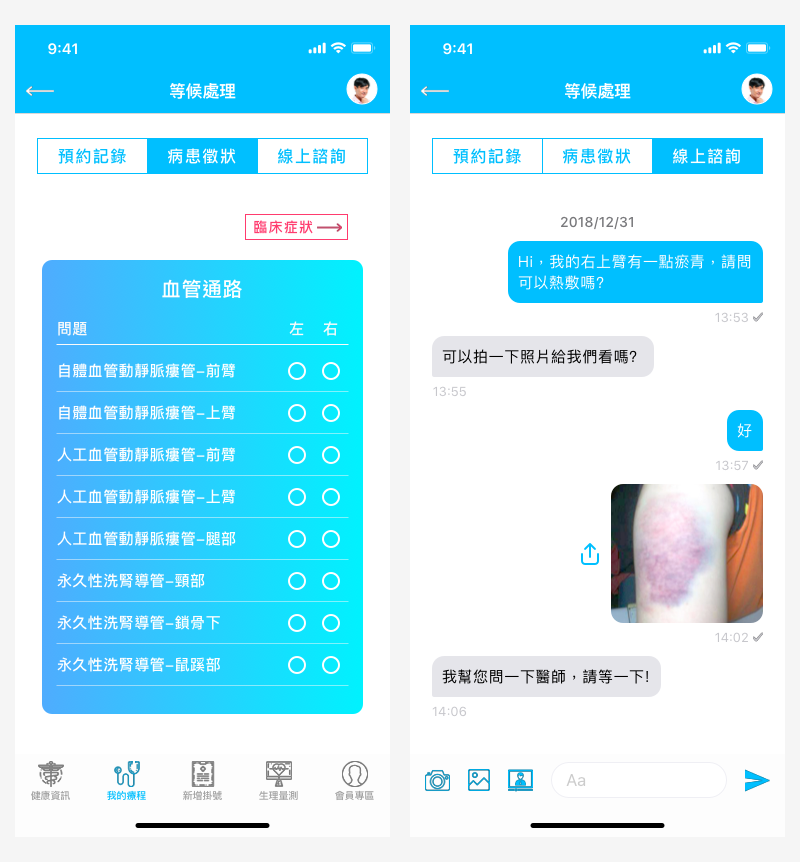 9:41
等候處理
預約記錄
病患徵狀
線上諮詢
臨床症狀
血管通路
問題 左 右
自體血管動靜脈瘻管–前臂
自體血管動靜脈瘻管–上臂
人工血管動靜脈瘻管–前臂
人工血管動靜脈瘻管–上臂
人工血管動靜脈瘻管–腿部
永久性洗腎導管–頸部
永久性洗腎導管–鎖骨下
永久性洗腎導管–鼠蹊部
健康資訊
我的療程
新增掛號
生理量測
會員專區
9:41
等候處理
預約記錄
病患徵狀
線上諮詢
2018/12/31
Hi，我的右上臂有一點瘀青，請問
可以熱敷嗎?
13:53
可以拍一下照片給我們看嗎?
13:55
好
13:57
14:02
我幫您問一下醫師，請等一下!
14:06
Aa